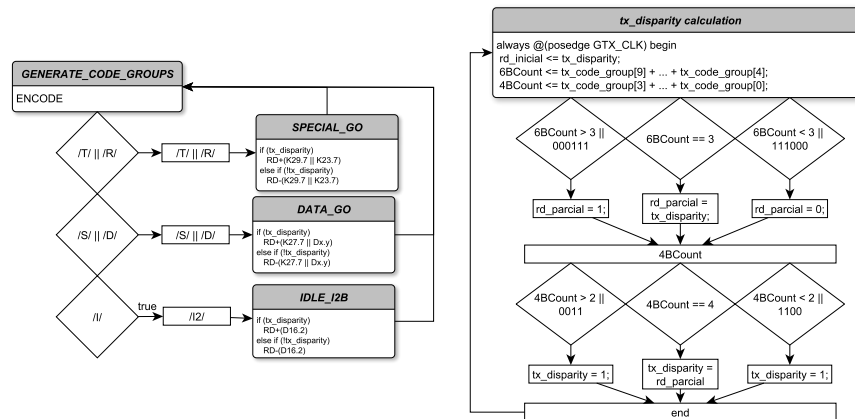 GENERATE_CODE_GROUPS
ENCODE
/T/ || /R/
/T/ || /R/
SPECIAL_GO
if (tx_disparity)
RD+(K29.7 || K23.7)
else if (!tx_disparity)
RD-(K29.7 || K23.7)
/S/ || /D/
/S/ || /D/
DATA_GO
if (tx_disparity)
RD+(K27.7 || Dx.y)
else if (!tx_disparity)
RD-(K27.7 || Dx.y)
/I/
true
/I2/
IDLE_I2B
if (tx_disparity)
RD+(D16.2)
else if (!tx_disparity)
RD-(D16.2)
tx_disparity calculation
always @(posedge GTX_CLK) begin
rd_inicial <= tx_disparity;
6BCount <= tx_code_group[9] + ... + tx_code_group[4];
4BCount <= tx_code_group[3] + ... + tx_code_group[0];
6BCount > 3 ||
000111
6BCount == 3
6BCount < 3 ||
111000
rd_parcial = 1;
rd_parcial =
tx_disparity;
rd_parcial = 0;
4BCount
4BCount > 2 ||
0011
4BCount == 4
4BCount < 2 ||
1100
tx_disparity = 1;
tx_disparity =
rd_parcial
tx_disparity = 1;
end